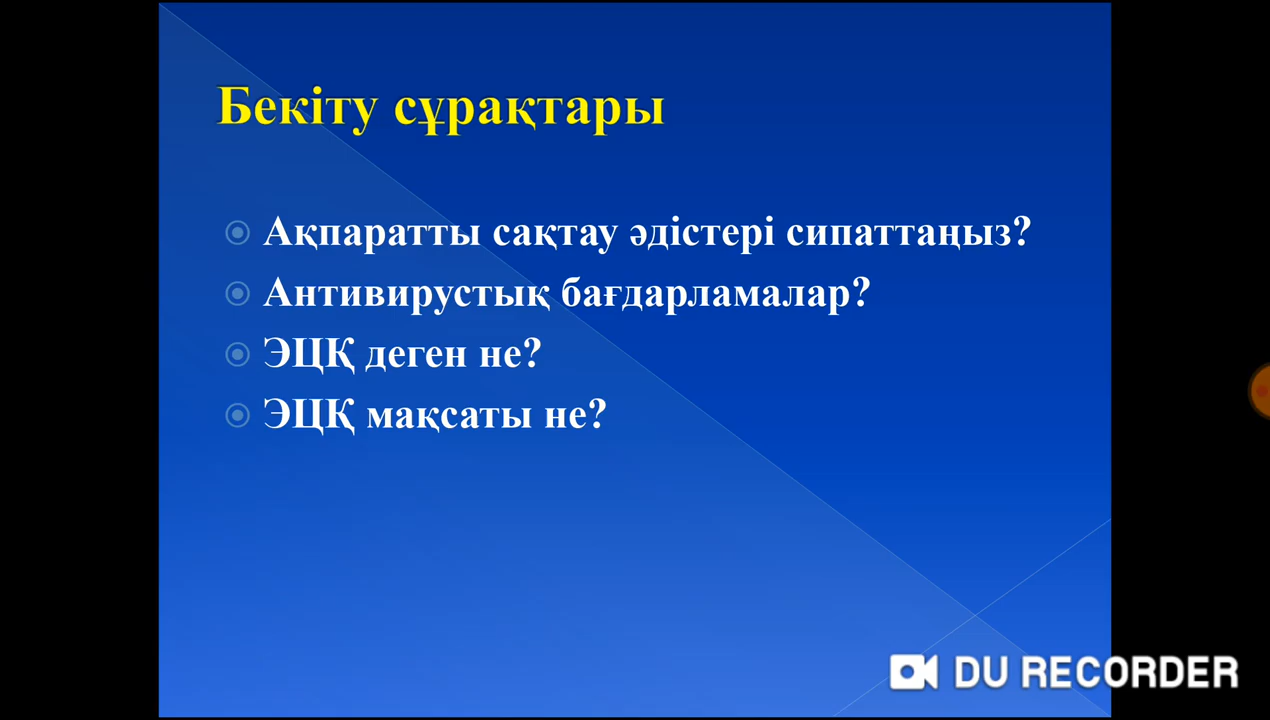 Бекіту сұрақтары
Ақпаратты сақтау әдістері сипаттаңыз?
Антивирустық бағдарламалар?
ЭЦҚ деген не?
ЭЦҚ мақсаты не?
DU RECORDER